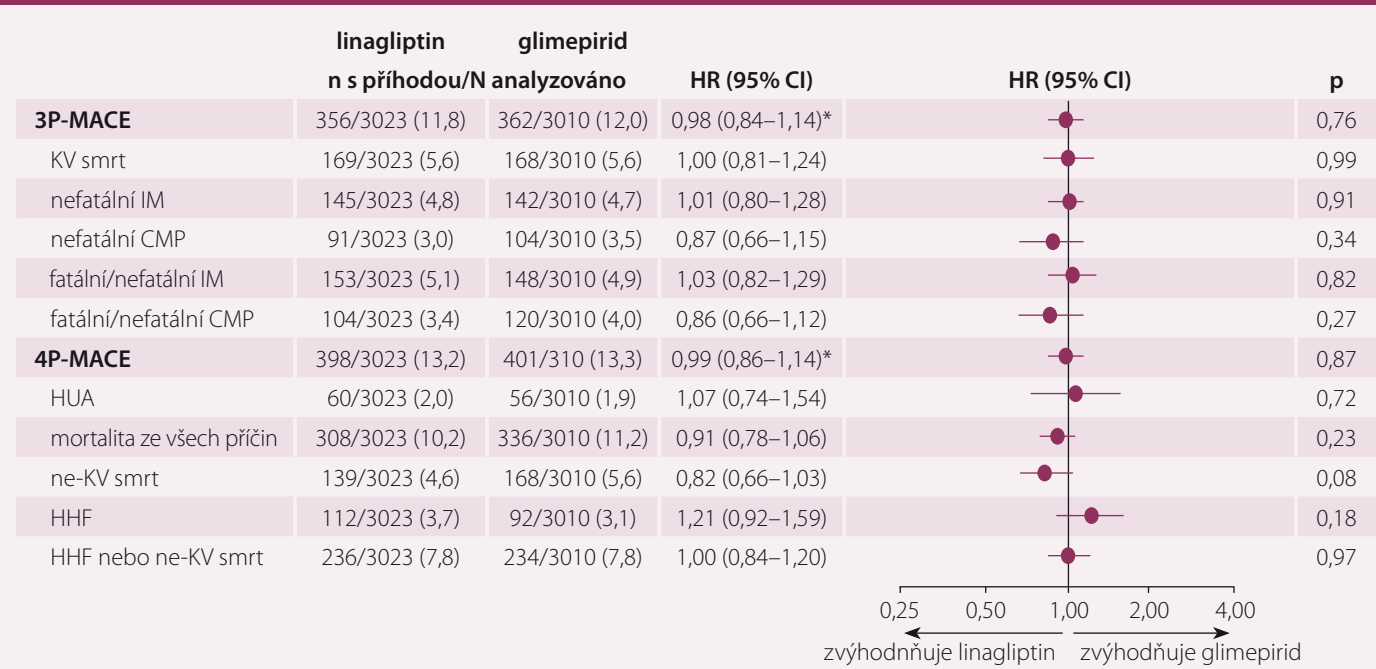 linagliptin glimepirid
n s příhodou/N analyzováno HR (95% CI) HR (95% CI) p
3P-MACE 356/3023 (11,8) 362/3010 (12,0) 0,98 (0,84–1,14)* 0,76
KV smrt 169/3023 (5,6) 168/3010 (5,6) 1,00 (0,81–1,24) 0,99
nefatální IM 145/3023 (4,8) 142/3010 (4,7) 1,01 (0,80–1,28) 0,91
nefatální CMP 91/3023 (3,0) 104/3010 (3,5) 0,87 (0,66–1,15) 0,34
fatální/nefatální IM 153/3023 (5,1) 148/3010 (4,9) 1,03 (0,82–1,29) 0,82
fatální/nefatální CMP 104/3023 (3,4) 120/3010 (4,0) 0,86 (0,66–1,12) 0,27
4P-MACE 398/3023 (13,2) 401/310 (13,3) 0,99 (0,86–1,14)* 0,87
HUA 60/3023 (2,0) 56/3010 (1,9) 1,07 (0,74–1,54) 0,72
mortalita ze všech příčin 308/3023 (10,2) 336/3010 (11,2) 0,91 (0,78–1,06) 0,23
ne-KV smrt 139/3023 (4,6) 168/3010 (5,6) 0,82 (0,66–1,03) 0,08
HHF 112/3023 (3,7) 92/3010 (3,1) 1,21 (0,92–1,59) 0,18
HHF nebo ne-KV smrt 236/3023 (7,8) 234/3010 (7,8) 1,00 (0,84–1,20) 0,97
0,25 0,50 1,00 2,00 4,00
zvýhodnňuje linagliptin zvýhodňuje glimepirid